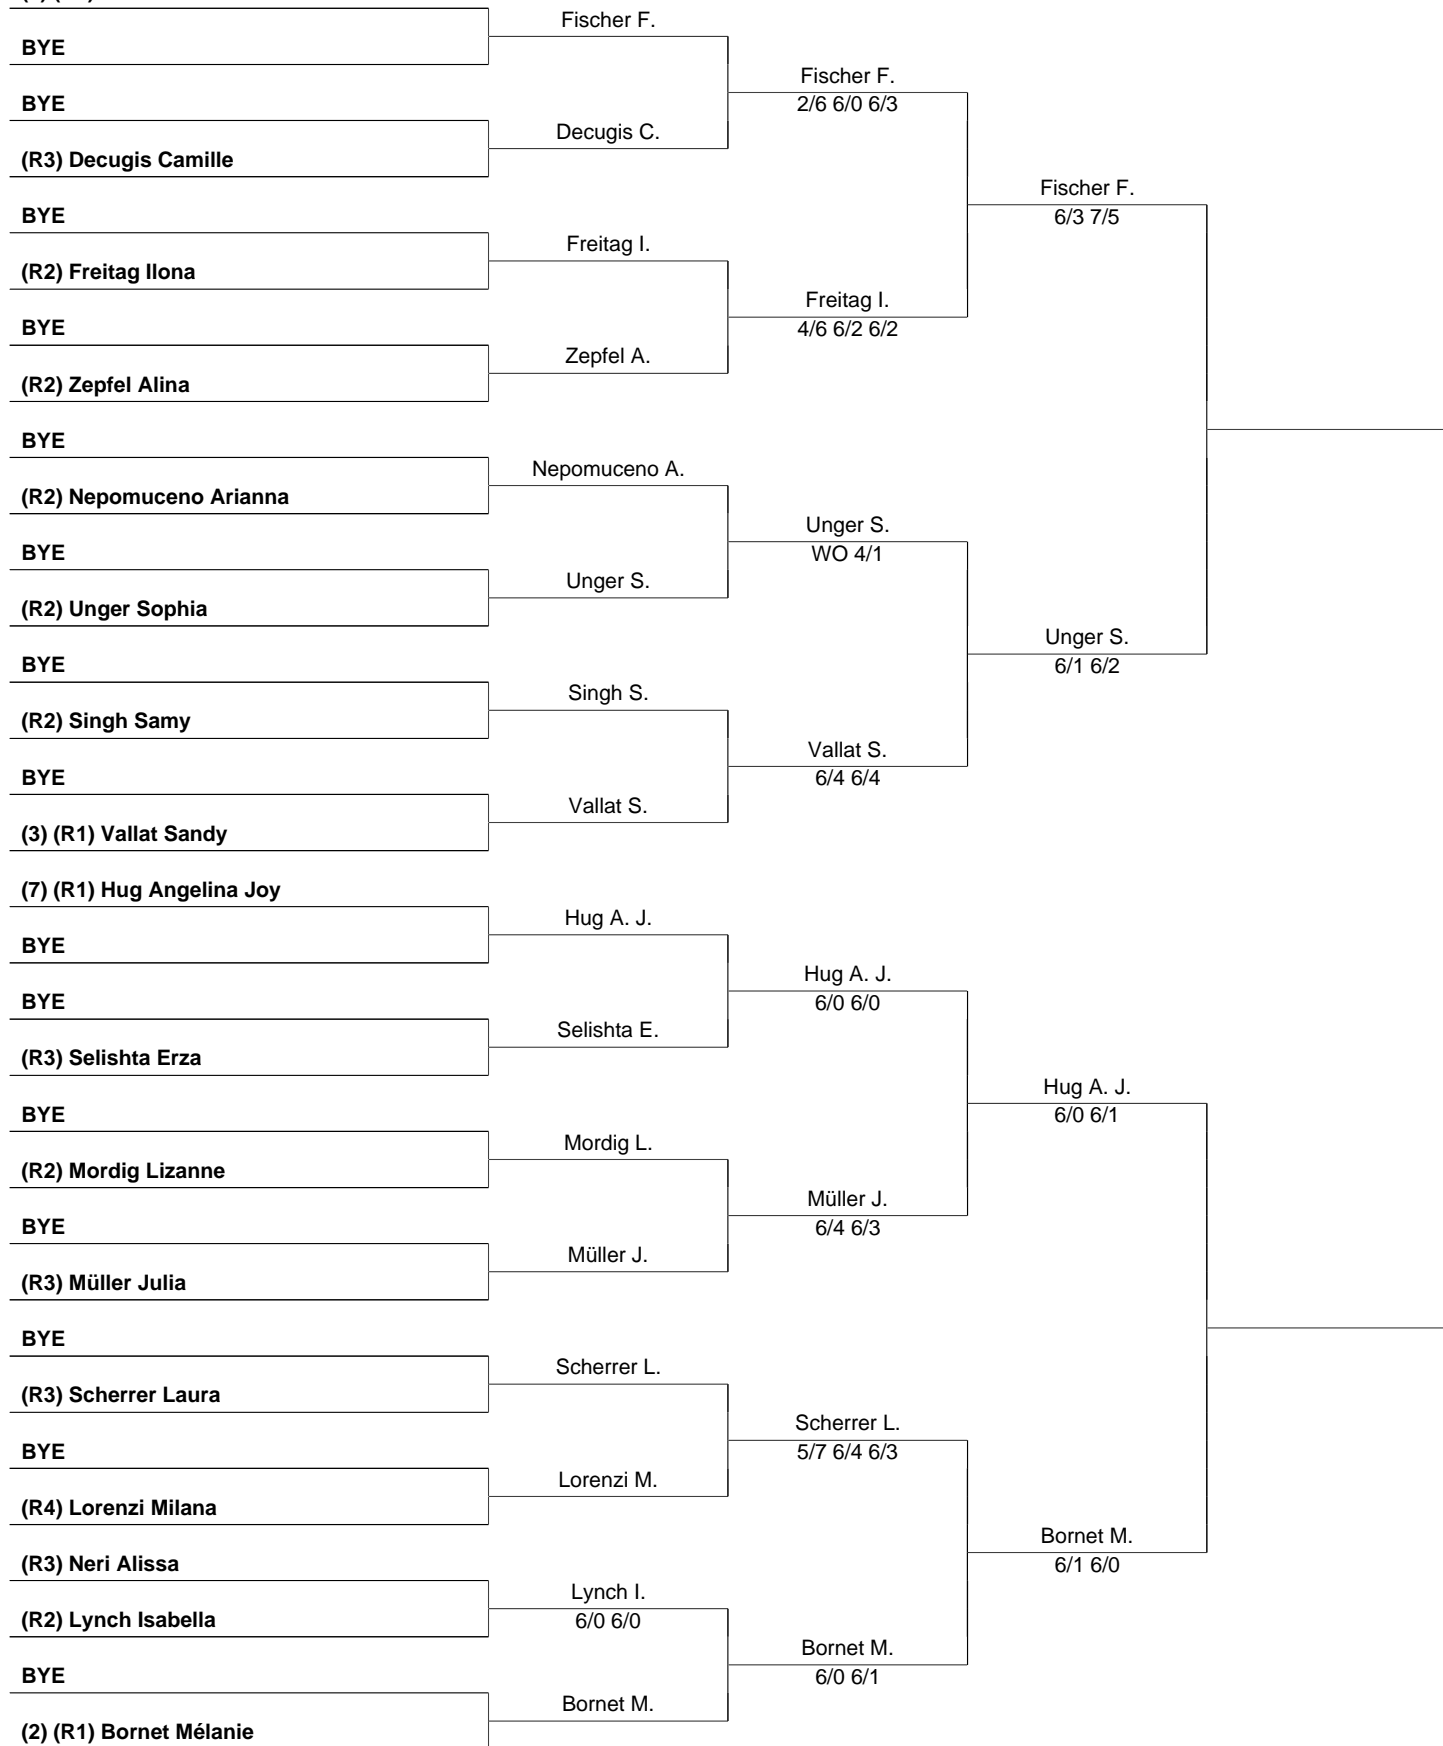 Fischer F.
BYE
Fischer F.
2/6 6/0 6/3
BYE
Decugis C.
(R3) Decugis Camille
Fischer F.
6/3 7/5
BYE
Freitag I.
(R2) Freitag Ilona
Freitag I.
4/6 6/2 6/2
BYE
Zepfel A.
(R2) Zepfel Alina
BYE
Nepomuceno A.
(R2) Nepomuceno Arianna
Unger S.
WO 4/1
BYE
Unger S.
(R2) Unger Sophia
Unger S.
6/1 6/2
BYE
Singh S.
(R2) Singh Samy
Vallat S.
6/4 6/4
BYE
Vallat S.
(3) (R1) Vallat Sandy
(7) (R1) Hug Angelina Joy
Hug A. J.
BYE
Hug A. J.
6/0 6/0
BYE
Selishta E.
(R3) Selishta Erza
Hug A. J.
6/0 6/1
BYE
Mordig L.
(R2) Mordig Lizanne
Müller J.
6/4 6/3
BYE
Müller J.
(R3) Müller Julia
BYE
Scherrer L.
(R3) Scherrer Laura
Scherrer L.
5/7 6/4 6/3
BYE
Lorenzi M.
(R4) Lorenzi Milana
Bornet M.
6/1 6/0
(R3) Neri Alissa
Lynch I.
6/0 6/0
(R2) Lynch Isabella
Bornet M.
6/0 6/1
BYE
Bornet M.
(2) (R1) Bornet Mélanie